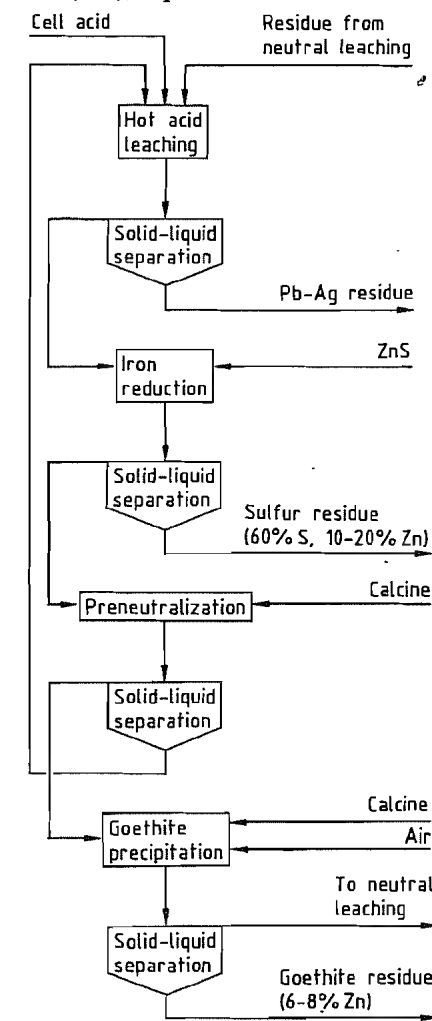 Cell acid
Residue from
neutral leaching
Hot acid
leaching
Solid-liquid
separation
Pb-Ag residue
ZnS
Iron
reduction
Solid-liquid
separation
Sulfur residue
(60% S, 10-20% Zn)
Calcine
Preneutralization
Solid-liquid
separation
Calcine
Air
Goethite
precipitation
To neutral
leaching
Solid-liquid
separation
Goethite residue
(6-8% Zn)